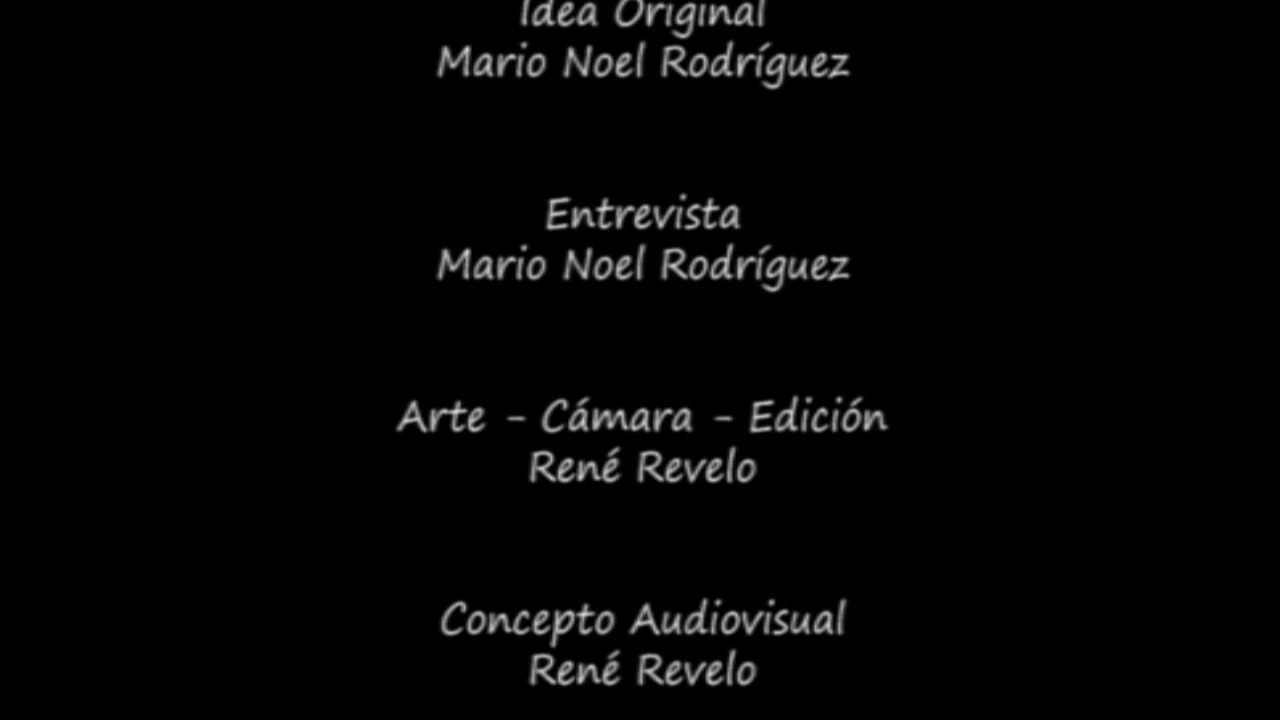 Idea Original
Mario Noel Rodríguez
Entrevista
Mario Noel Rodríguez
Arte - Cámara - Edición
René Revelo
Concepto Audiovisual
René Revelo